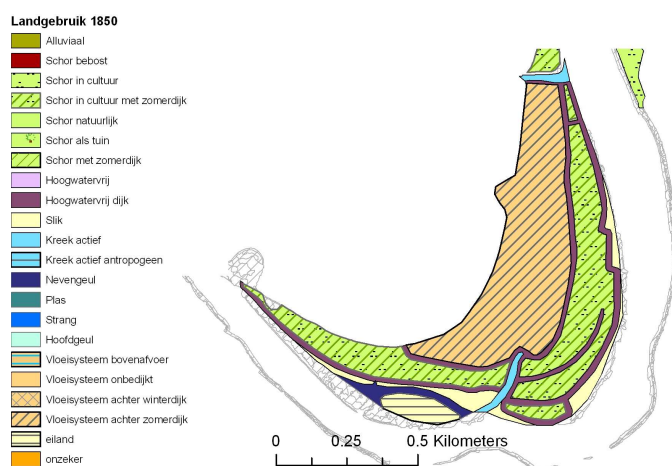 Landgebruik 1850
Alluviaal
Schor bebost
Schor in cultuur
Schor in cultuur met zomerdijk
Schor natuurlijk
Schor als tuin
Schor met zomerdijk
Hoogwatervrij
Hoogwatervrij dijk
Slik
Kreek actief
Kreek actief antropogeen
Nevengeul
Plas
Strang
Hoofdgeul
Vloeisysteem bovenafvoer
Vloeisysteem onbedijkt
Vloeisysteem achter winterdijk
Vloeisysteem achter zomerdijk
eiland
onzeker
0 0.25 0.5 Kilometers